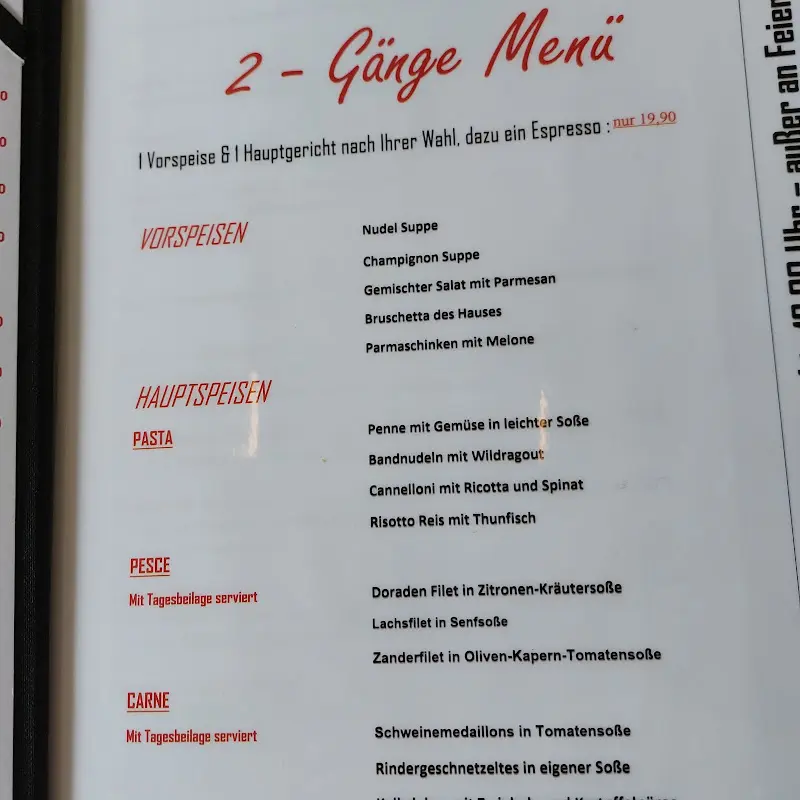 2 - Gänge Menü
1 Vorspeise & 1 Hauptgericht nach Ihrer Wahl, dazu ein Espresso : nur 19,90
VORSPEISEN
Nudel Suppe
Champignon Suppe
Gemischter Salat mit Parmesan
Bruschetta des Hauses
Parmaschinken mit Melone
HAUPTSPEISEN
PASTA
Penne mit Gemüse in leichter Soße
Bandnudeln mit Wildragout
Cannelloni mit Ricotta und Spinat
Risotto Reis mit Thunfisch
PESCE
Mit Tagesbeilage serviert
Doraden Filet in Zitronen-Kräutersoße
Lachsfilet in Senfsoße
Zanderfilet in Oliven-Kapern-Tomatensoße
CARNE
Mit Tagesbeilage serviert
Schweinemedaillons in Tomatensoße
Rindergeschnetzeltes in eigener Soße
Uhr - außer an Feier